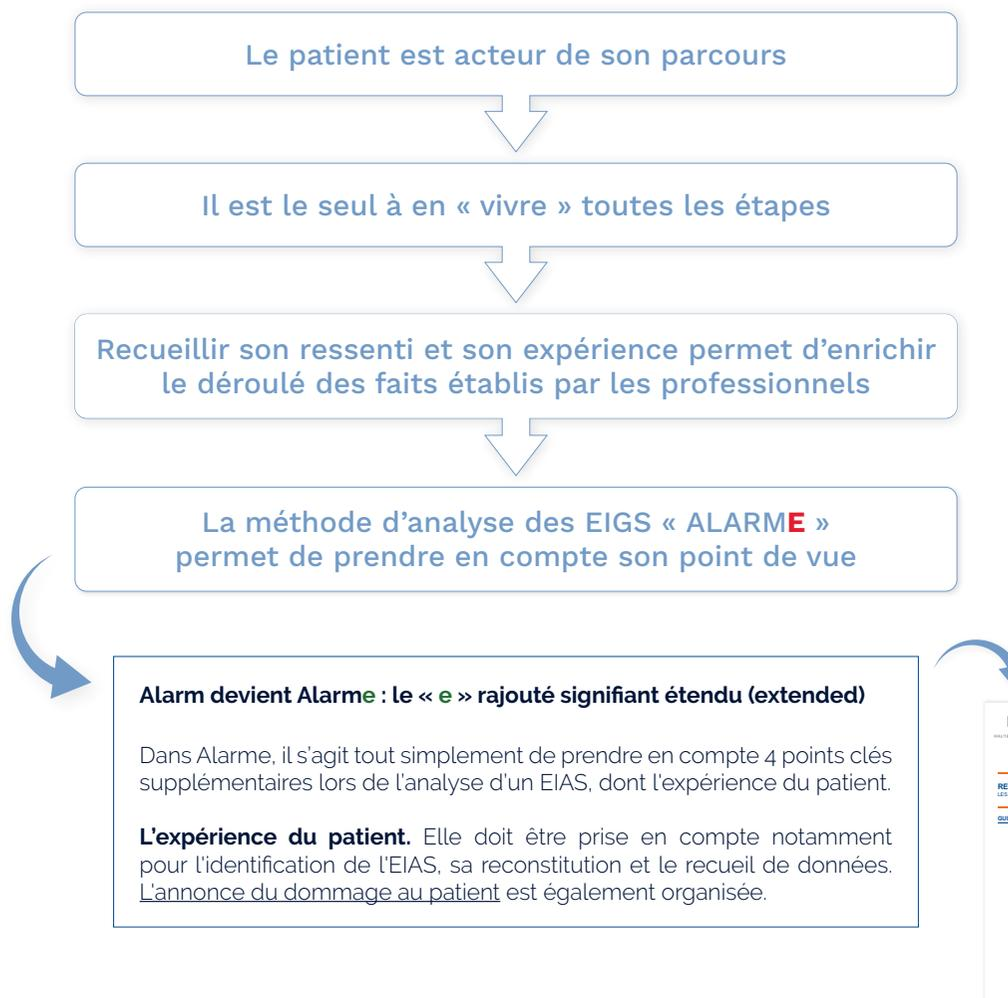 Le patient est acteur de son parcours
Il est le seul à en « vivre » toutes les étapes
Recueillir son ressenti et son expérience permet d’enrichir
le déroulé des faits établis par les professionnels
La méthode d’analyse des EIGS « ALARME »
permet de prendre en compte son point de vue
Alarm devient Alarme : le « e » rajouté signifiant étendu (extended)
Dans Alarme, il s’agit tout simplement de prendre en compte 4 points clés
supplémentaires lors de l’analyse d’un EIAS, dont l'expérience du patient.
L’expérience du patient. Elle doit être prise en compte notamment
pour l'identification de l'EIAS, sa reconstitution et le recueil de données.
L'annonce du dommage au patient est également organisée.